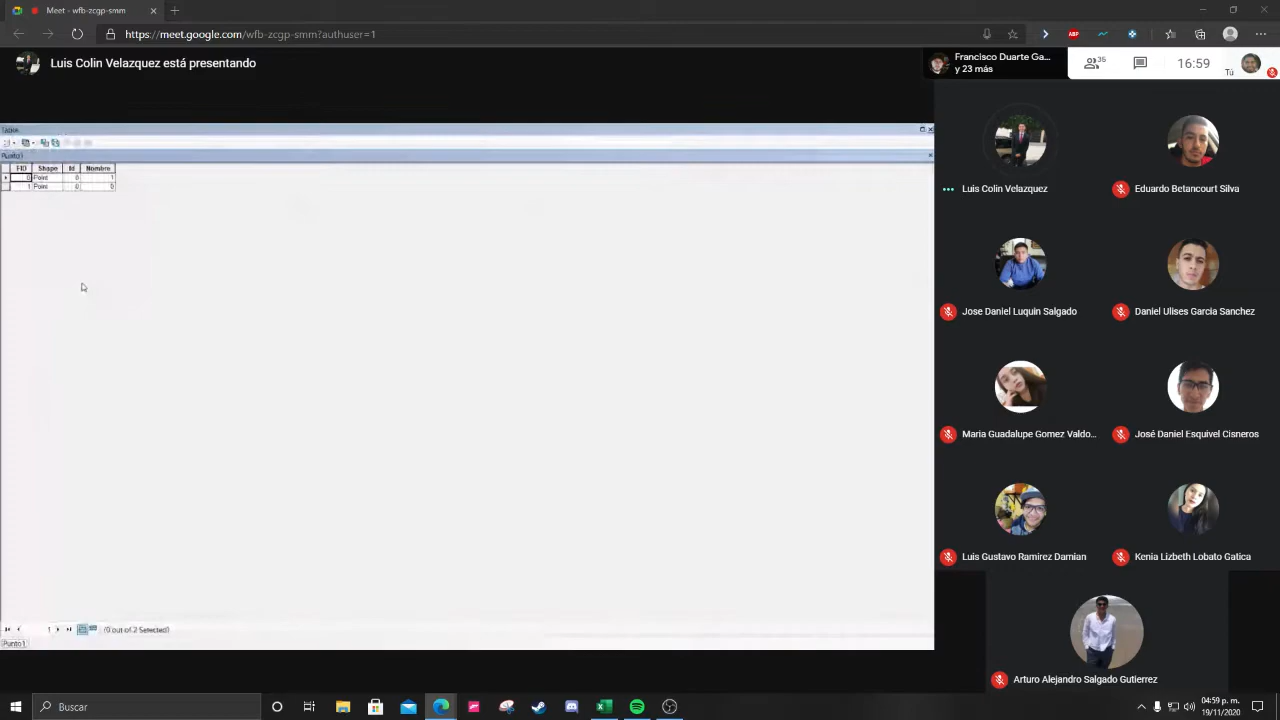 Meet - wfb-zcgp-smm
https://meet.google.com/wfb-zcgp-smm?authuser=1
ABP
Luis Colin Velazquez está presentando
Francisco Duarte Ga...
y 23 más
35
16:59
Tú
Punto1
FID Shape Id Nombre
0 Point 0 1
1 Point 0 0
1
(0 out of 2 Selected)
Punto1
Luis Colin Velazquez
Eduardo Betancourt Silva
Jose Daniel Luquin Salgado
Daniel Ulises Garcia Sanchez
Maria Guadalupe Gomez Valdo...
José Daniel Esquivel Cisneros
Luis Gustavo Ramirez Damian
Kenia Lizbeth Lobato Gatica
Arturo Alejandro Salgado Gutierrez
Buscar
04:59 p. m.
19/11/2020